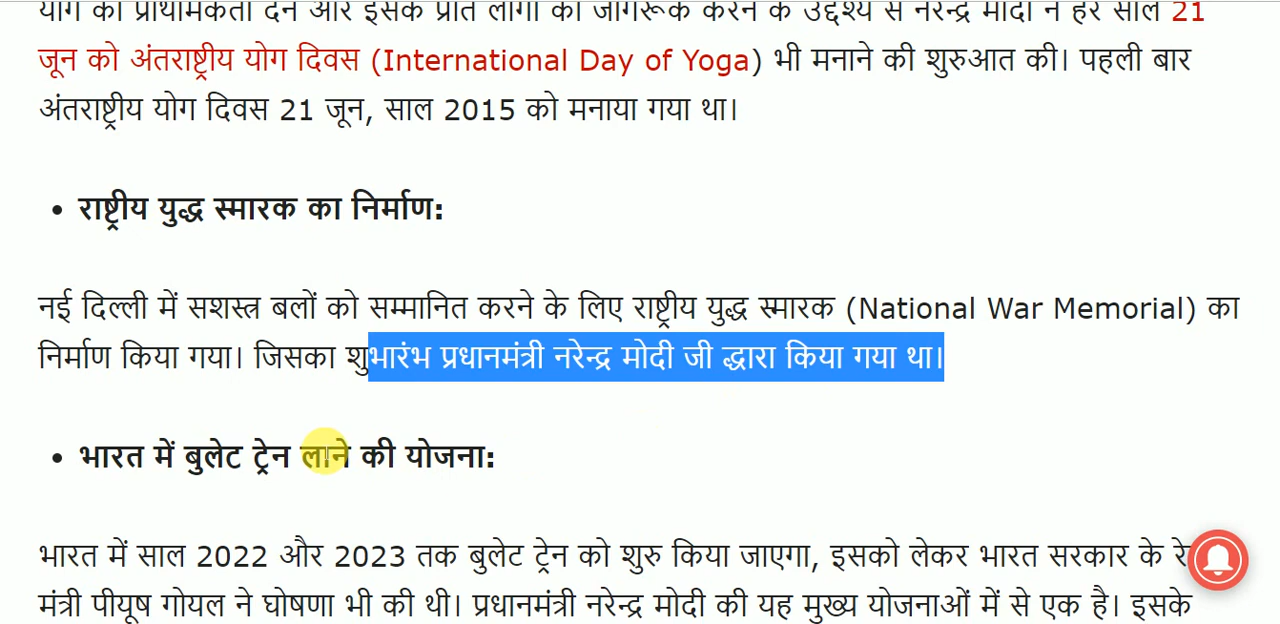 योग को प्राथमिकता देने और इसके प्रति लोगों को जागरूक करने के उद्देश्य से नरेन्द्र मोदी ने हर साल 21
जून को अंतराष्ट्रीय योग दिवस (International Day of Yoga) भी मनाने की शुरुआत की। पहली बार
अंतराष्ट्रीय योग दिवस 21 जून, साल 2015 को मनाया गया था।
• राष्ट्रीय युद्ध स्मारक का निर्माण:
नई दिल्ली में सशस्त्र बलों को सम्मानित करने के लिए राष्ट्रीय युद्ध स्मारक (National War Memorial) का
निर्माण किया गया। जिसका शुभारंभ प्रधानमंत्री नरेन्द्र मोदी जी द्धारा किया गया था।
• भारत में बुलेट ट्रेन लाने की योजना:
भारत में साल 2022 और 2023 तक बुलेट ट्रेन को शुरु किया जाएगा, इसको लेकर भारत सरकार के
मंत्री पीयूष गोयल ने घोषणा भी की थी। प्रधानमंत्री नरेन्द्र मोदी की यह मुख्य योजनाओं में से एक है। इसके